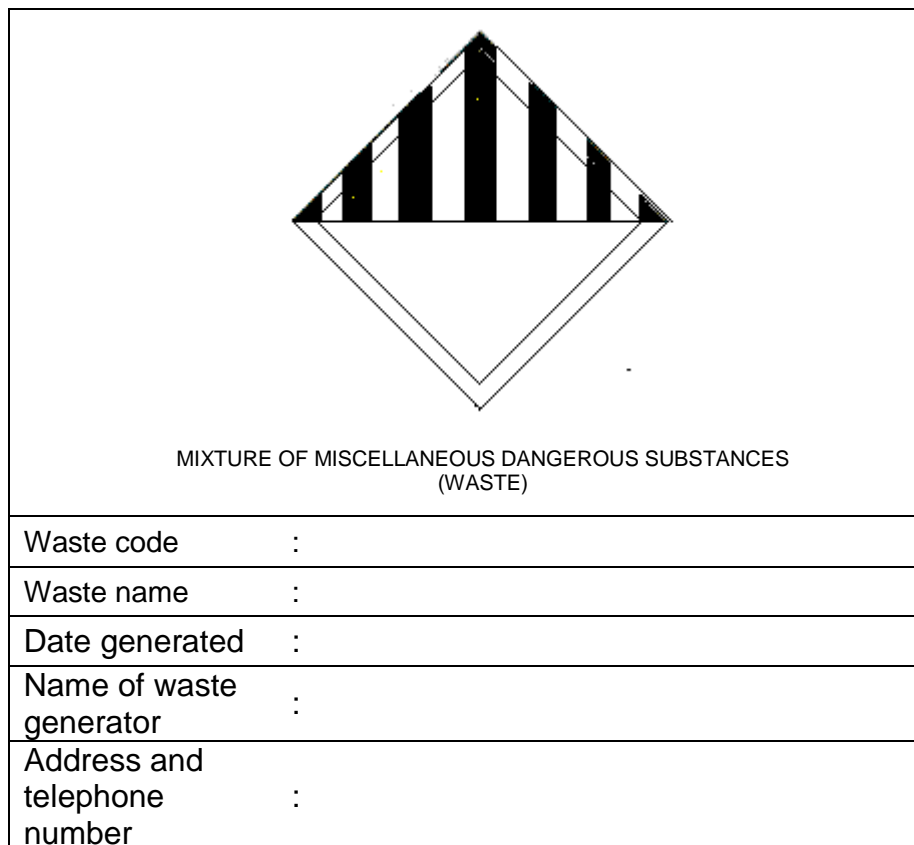 MIXTURE OF MISCELLANEOUS DANGEROUS SUBSTANCES
(WASTE)
Waste code :
Waste name :
Date generated :
Name of waste
generator :
Address and
telephone :
number